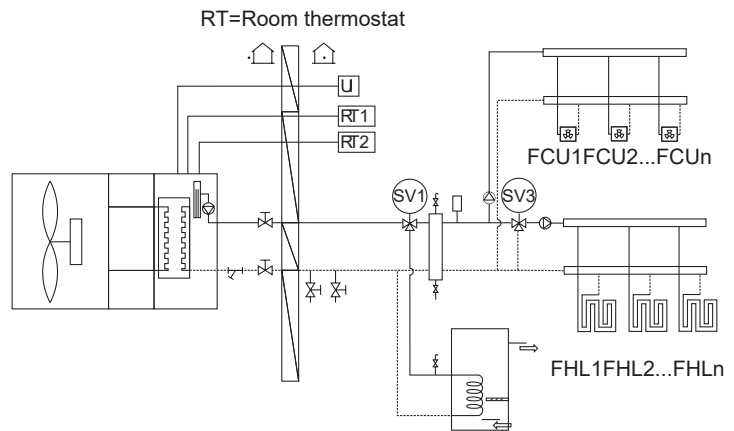 RT=Room thermostat
U
RT1
RT2
FCU1FCU2...FCUn
SV1
SV3
FHL1FHL2...FHLn